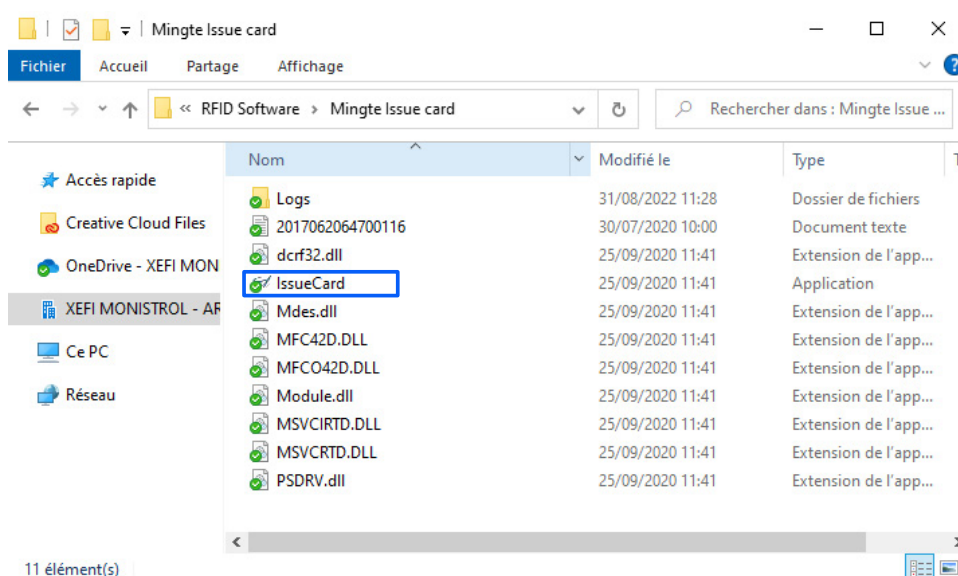 Mingte Issue card
Fichier Accueil Partage Affichage ?
« RFID Software > Mingte Issue card Rechercher dans : Mingte Issue ...
Nom Modifié le Type
Accès rapide
Creative Cloud Files
OneDrive - XEFI MON
XEFI MONISTROL - AR
Ce PC
Réseau
Logs 31/08/2022 11:28 Dossier de fichiers
2017062064700116 30/07/2020 10:00 Document texte
dcrf32.dll 25/09/2020 11:41 Extension de l'app...
IssueCard 25/09/2020 11:41 Application
Mdes.dll 25/09/2020 11:41 Extension de l'app...
MFC42D.DLL 25/09/2020 11:41 Extension de l'app...
MFCO42D.DLL 25/09/2020 11:41 Extension de l'app...
Module.dll 25/09/2020 11:41 Extension de l'app...
MSVCIRTD.DLL 25/09/2020 11:41 Extension de l'app...
MSVCRTD.DLL 25/09/2020 11:41 Extension de l'app...
PSDRV.dll 25/09/2020 11:41 Extension de l'app...
11 élément(s)